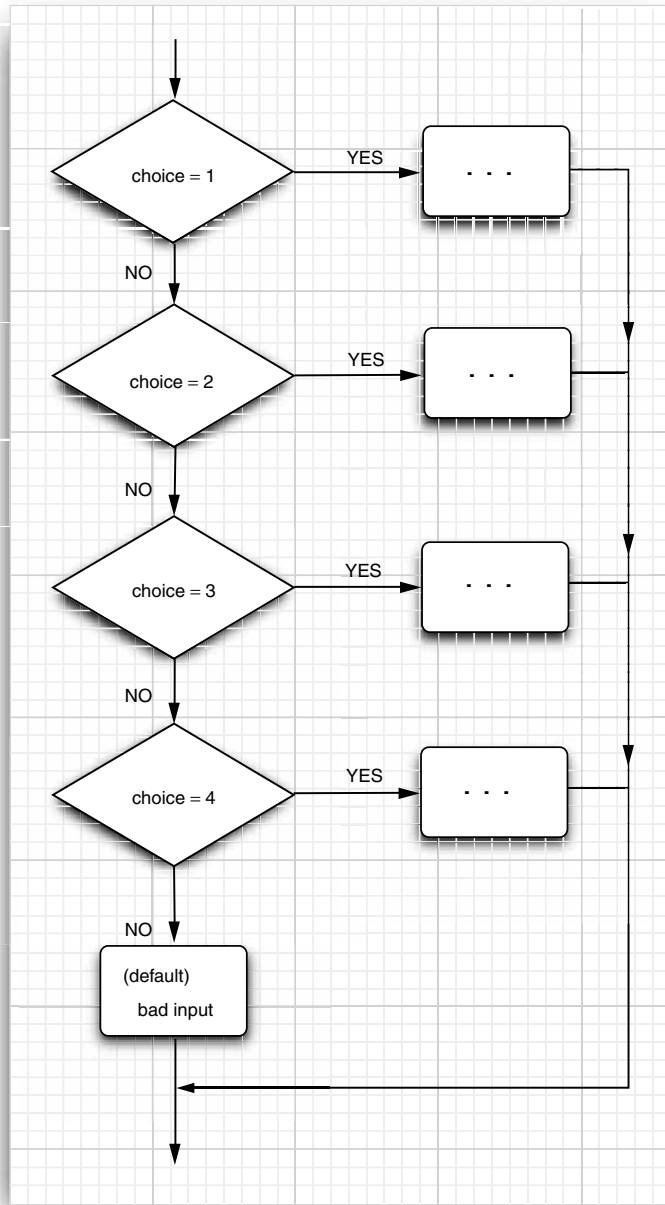 choice = 1
YES
. . .
NO
choice = 2
YES
. . .
NO
choice = 3
YES
. . .
NO
choice = 4
YES
. . .
NO
(default)
bad input